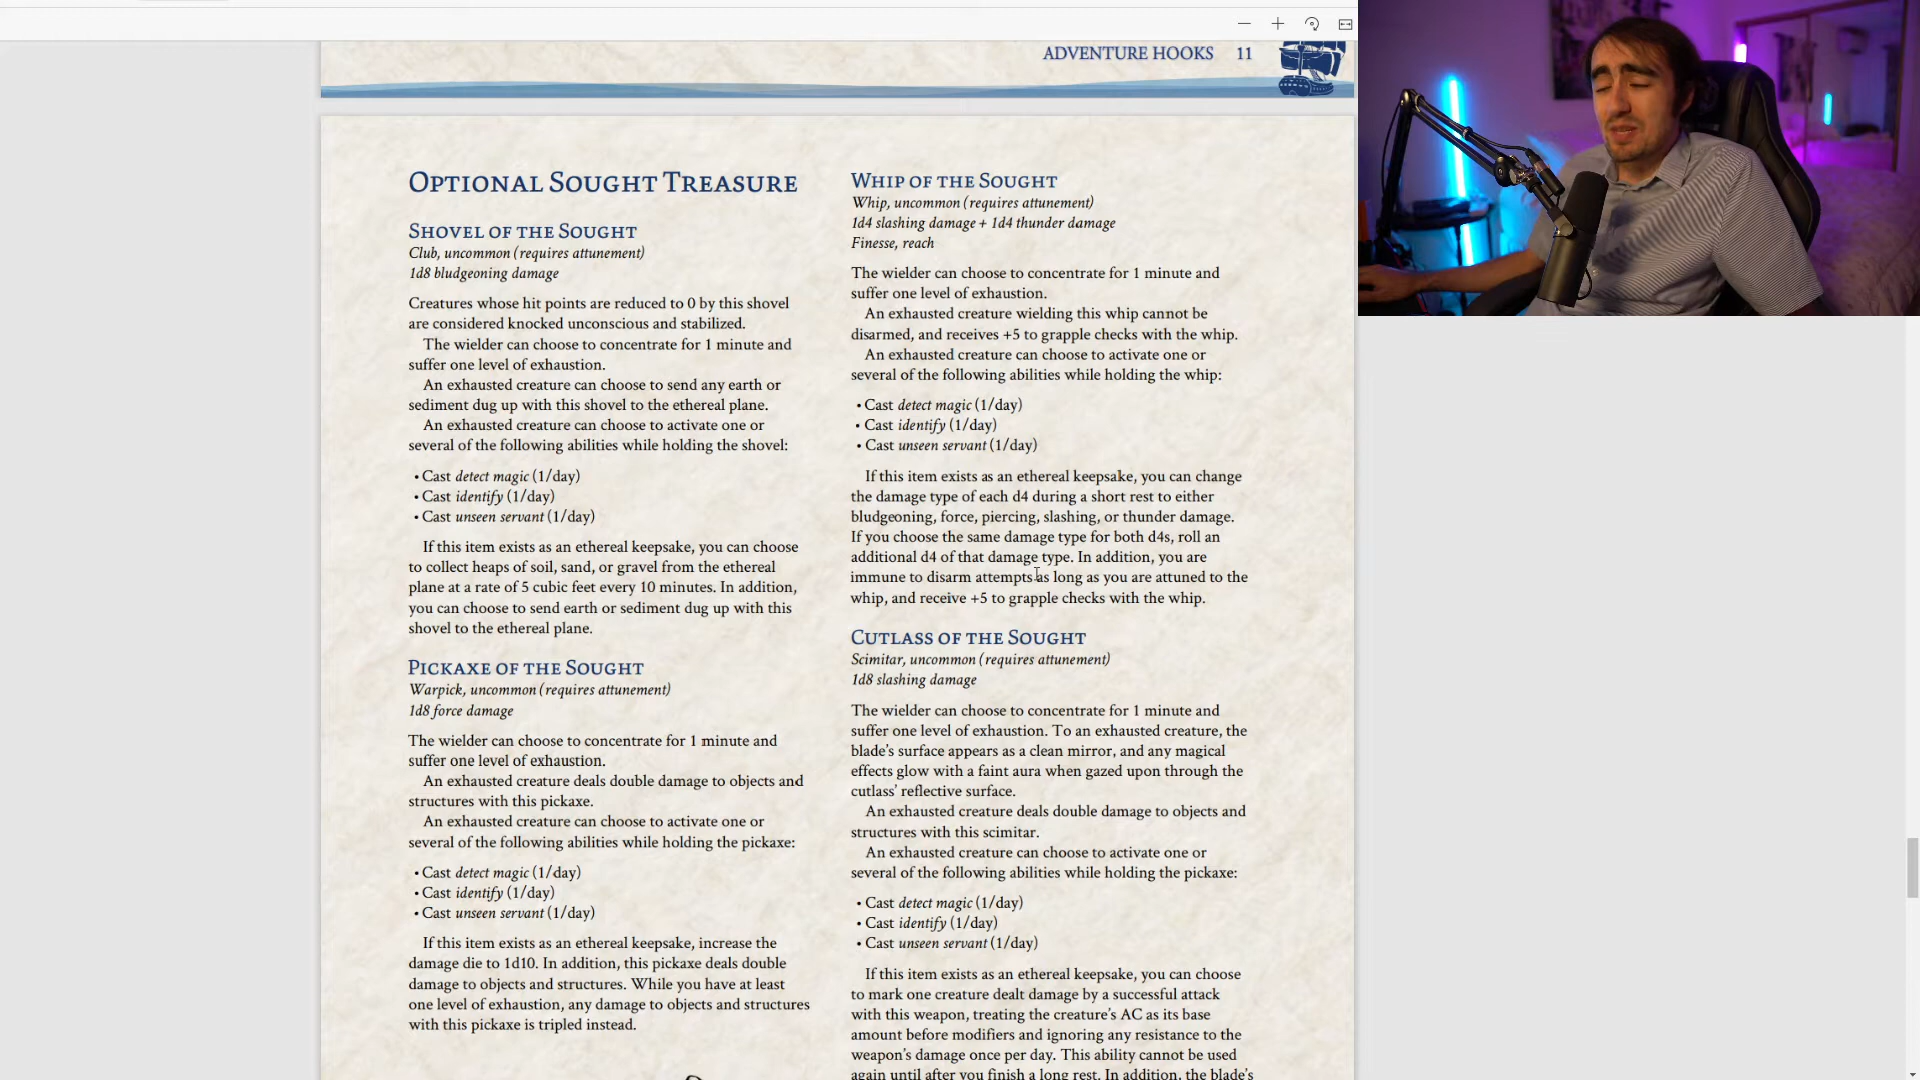 ADVENTURE HOOKS 11
OPTIONAL SOUGHT TREASURE
SHOVEL OF THE SOUGHT
Club, uncommon (requires attunement)
1d8 bludgeoning damage
Creatures whose hit points are reduced to 0 by this shovel
are considered knocked unconscious and stabilized.
The wielder can choose to concentrate for 1 minute and
suffer one level of exhaustion.
An exhausted creature can choose to send any earth or
sediment dug up with this shovel to the ethereal plane.
An exhausted creature can choose to activate one or
several of the following abilities while holding the shovel:
• Cast detect magic (1/day)
• Cast identify (1/day)
• Cast unseen servant (1/day)
If this item exists as an ethereal keepsake, you can choose
to collect heaps of soil, sand, or gravel from the ethereal
plane at a rate of 5 cubic feet every 10 minutes. In addition,
you can choose to send earth or sediment dug up with this
shovel to the ethereal plane.
PICKAXE OF THE SOUGHT
Warpick, uncommon (requires attunement)
1d8 force damage
The wielder can choose to concentrate for 1 minute and
suffer one level of exhaustion.
An exhausted creature deals double damage to objects and
structures with this pickaxe.
An exhausted creature can choose to activate one or
several of the following abilities while holding the pickaxe:
• Cast detect magic (1/day)
• Cast identify (1/day)
• Cast unseen servant (1/day)
If this item exists as an ethereal keepsake, increase the
damage die to 1d10. In addition, this pickaxe deals double
damage to objects and structures. While you have at least
one level of exhaustion, any damage to objects and structures
with this pickaxe is tripled instead.
WHIP OF THE SOUGHT
Whip, uncommon (requires attunement)
1d4 slashing damage + 1d4 thunder damage
Finesse, reach
The wielder can choose to concentrate for 1 minute and
suffer one level of exhaustion.
An exhausted creature wielding this whip cannot be
disarmed, and receives +5 to grapple checks with the whip.
An exhausted creature can choose to activate one or
several of the following abilities while holding the whip:
• Cast detect magic (1/day)
• Cast identify (1/day)
• Cast unseen servant (1/day)
If this item exists as an ethereal keepsake, you can change
the damage type of each d4 during a short rest to either
bludgeoning, force, piercing, slashing, or thunder damage.
If you choose the same damage type for both d4s, roll an
additional d4 of that damage type. In addition, you are
immune to disarm attempts as long as you are attuned to the
whip, and receive +5 to grapple checks with the whip.
CUTLASS OF THE SOUGHT
Scimitar, uncommon (requires attunement)
1d8 slashing damage
The wielder can choose to concentrate for 1 minute and
suffer one level of exhaustion. To an exhausted creature, the
blade's surface appears as a clean mirror, and any magical
effects glow with a faint aura when gazed upon through the
cutlass' reflective surface.
An exhausted creature deals double damage to objects and
structures with this scimitar.
An exhausted creature can choose to activate one or
several of the following abilities while holding the pickaxe:
• Cast detect magic (1/day)
• Cast identify (1/day)
• Cast unseen servant (1/day)
If this item exists as an ethereal keepsake, you can choose
to mark one creature dealt damage by a successful attack
with this weapon, treating the creature's AC as its base
amount before modifiers and ignoring any resistance to the
weapon's damage once per day. This ability cannot be used
again until after you finish a long rest. In addition, the blade's